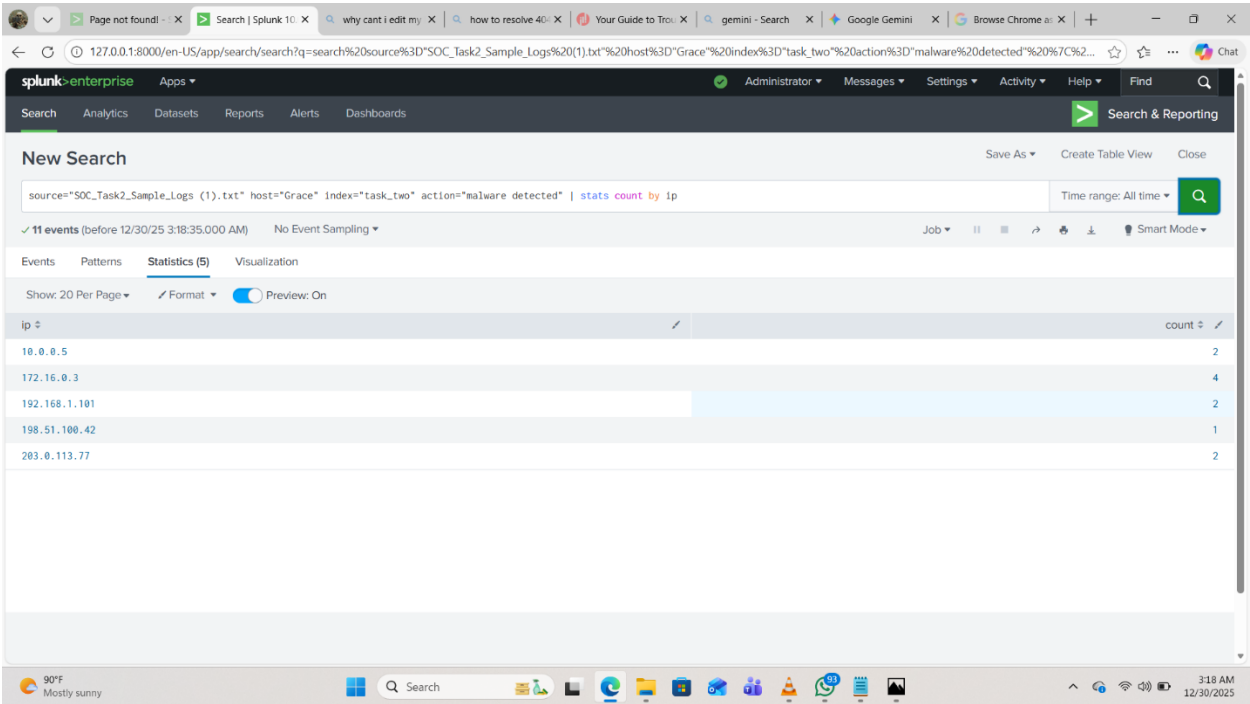 Page not found! - S
Search | Splunk 10.
why cant i edit my
how to resolve 404
Your Guide to Trou
gemini - Search
Google Gemini
Browse Chrome as
127.0.0.1:8000/en-US/app/search/search?q=search%20source%3D"SOC_Task2_Sample_Logs%20(1).txt"%20host%3D"Grace"%20index%3D"task_two"%20action%3D"malware%20detected"%20%7C%2...
Chat
splunk>enterprise Apps
Administrator Messages Settings Activity Help Find
Search Analytics Datasets Reports Alerts Dashboards
Search & Reporting
New Search
Save As Create Table View Close
source="SOC_Task2_Sample_Logs (1).txt" host="Grace" index="task_two" action="malware detected" | stats count by ip
Time range: All time
✓ 11 events (before 12/30/25 3:18:35.000 AM) No Event Sampling
Job Smart Mode
Events Patterns Statistics (5) Visualization
Show: 20 Per Page Format Preview: On
ip count
10.0.0.5 2
172.16.0.3 4
192.168.1.101 2
198.51.100.42 1
203.0.113.77 2
90°F
Mostly sunny
Search
93
3:18 AM
12/30/2025